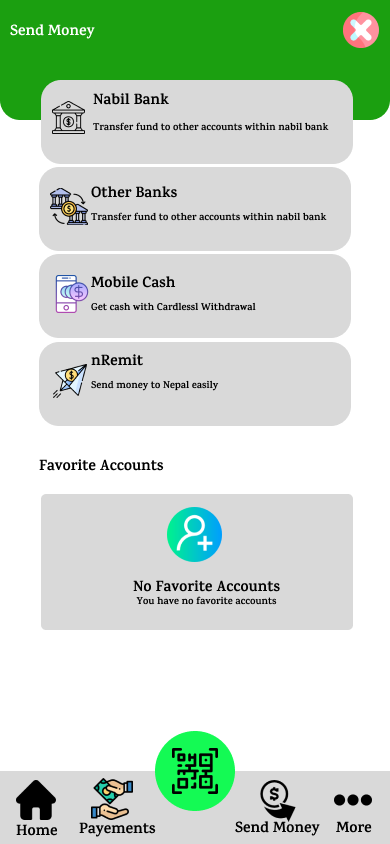 Send Money
Nabil Bank
Transfer fund to other accounts within nabil bank
Other Banks
Transfer fund to other accounts within nabil bank
Mobile Cash
Get cash with Cardlessl Withdrawal
nRemit
Send money to Nepal easily
Favorite Accounts
No Favorite Accounts
You have no favorite accounts
Home
Payements
Send Money
More